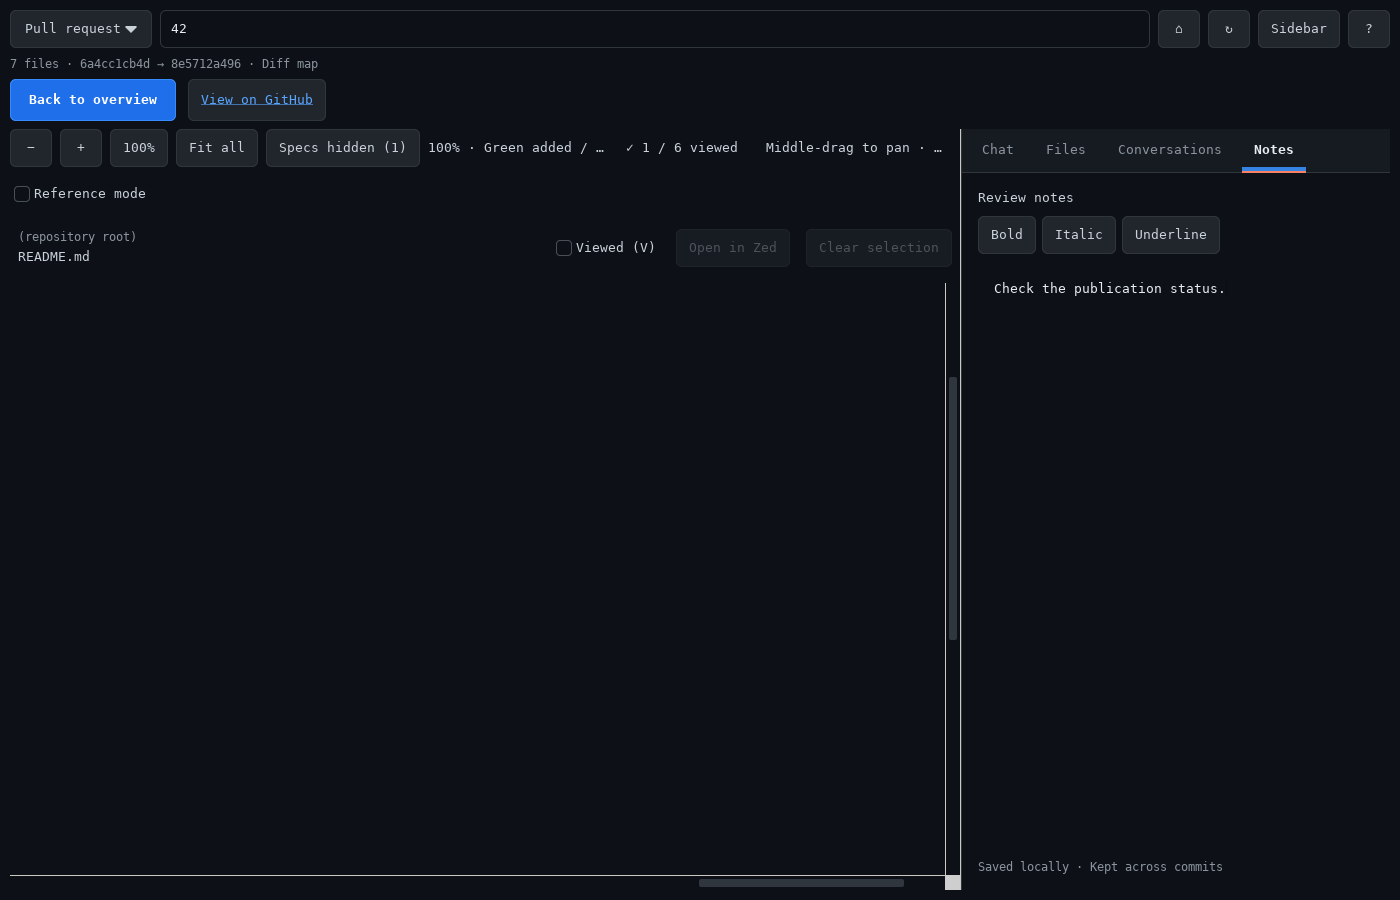 Pull request 42 ⌂ ↻ Sidebar ?
7 files · 6a4cc1cb4d → 8e5712a496 · Diff map
Back to overview View on GitHub
− + 100% Fit all Specs hidden (1) 100% · Green added / … ✓ 1 / 6 viewed Middle-drag to pan · …
Reference mode
(repository root)
README.md
Viewed (V) Open in Zed Clear selection
Chat Files Conversations Notes
Review notes
Bold Italic Underline
Check the publication status.
Saved locally · Kept across commits